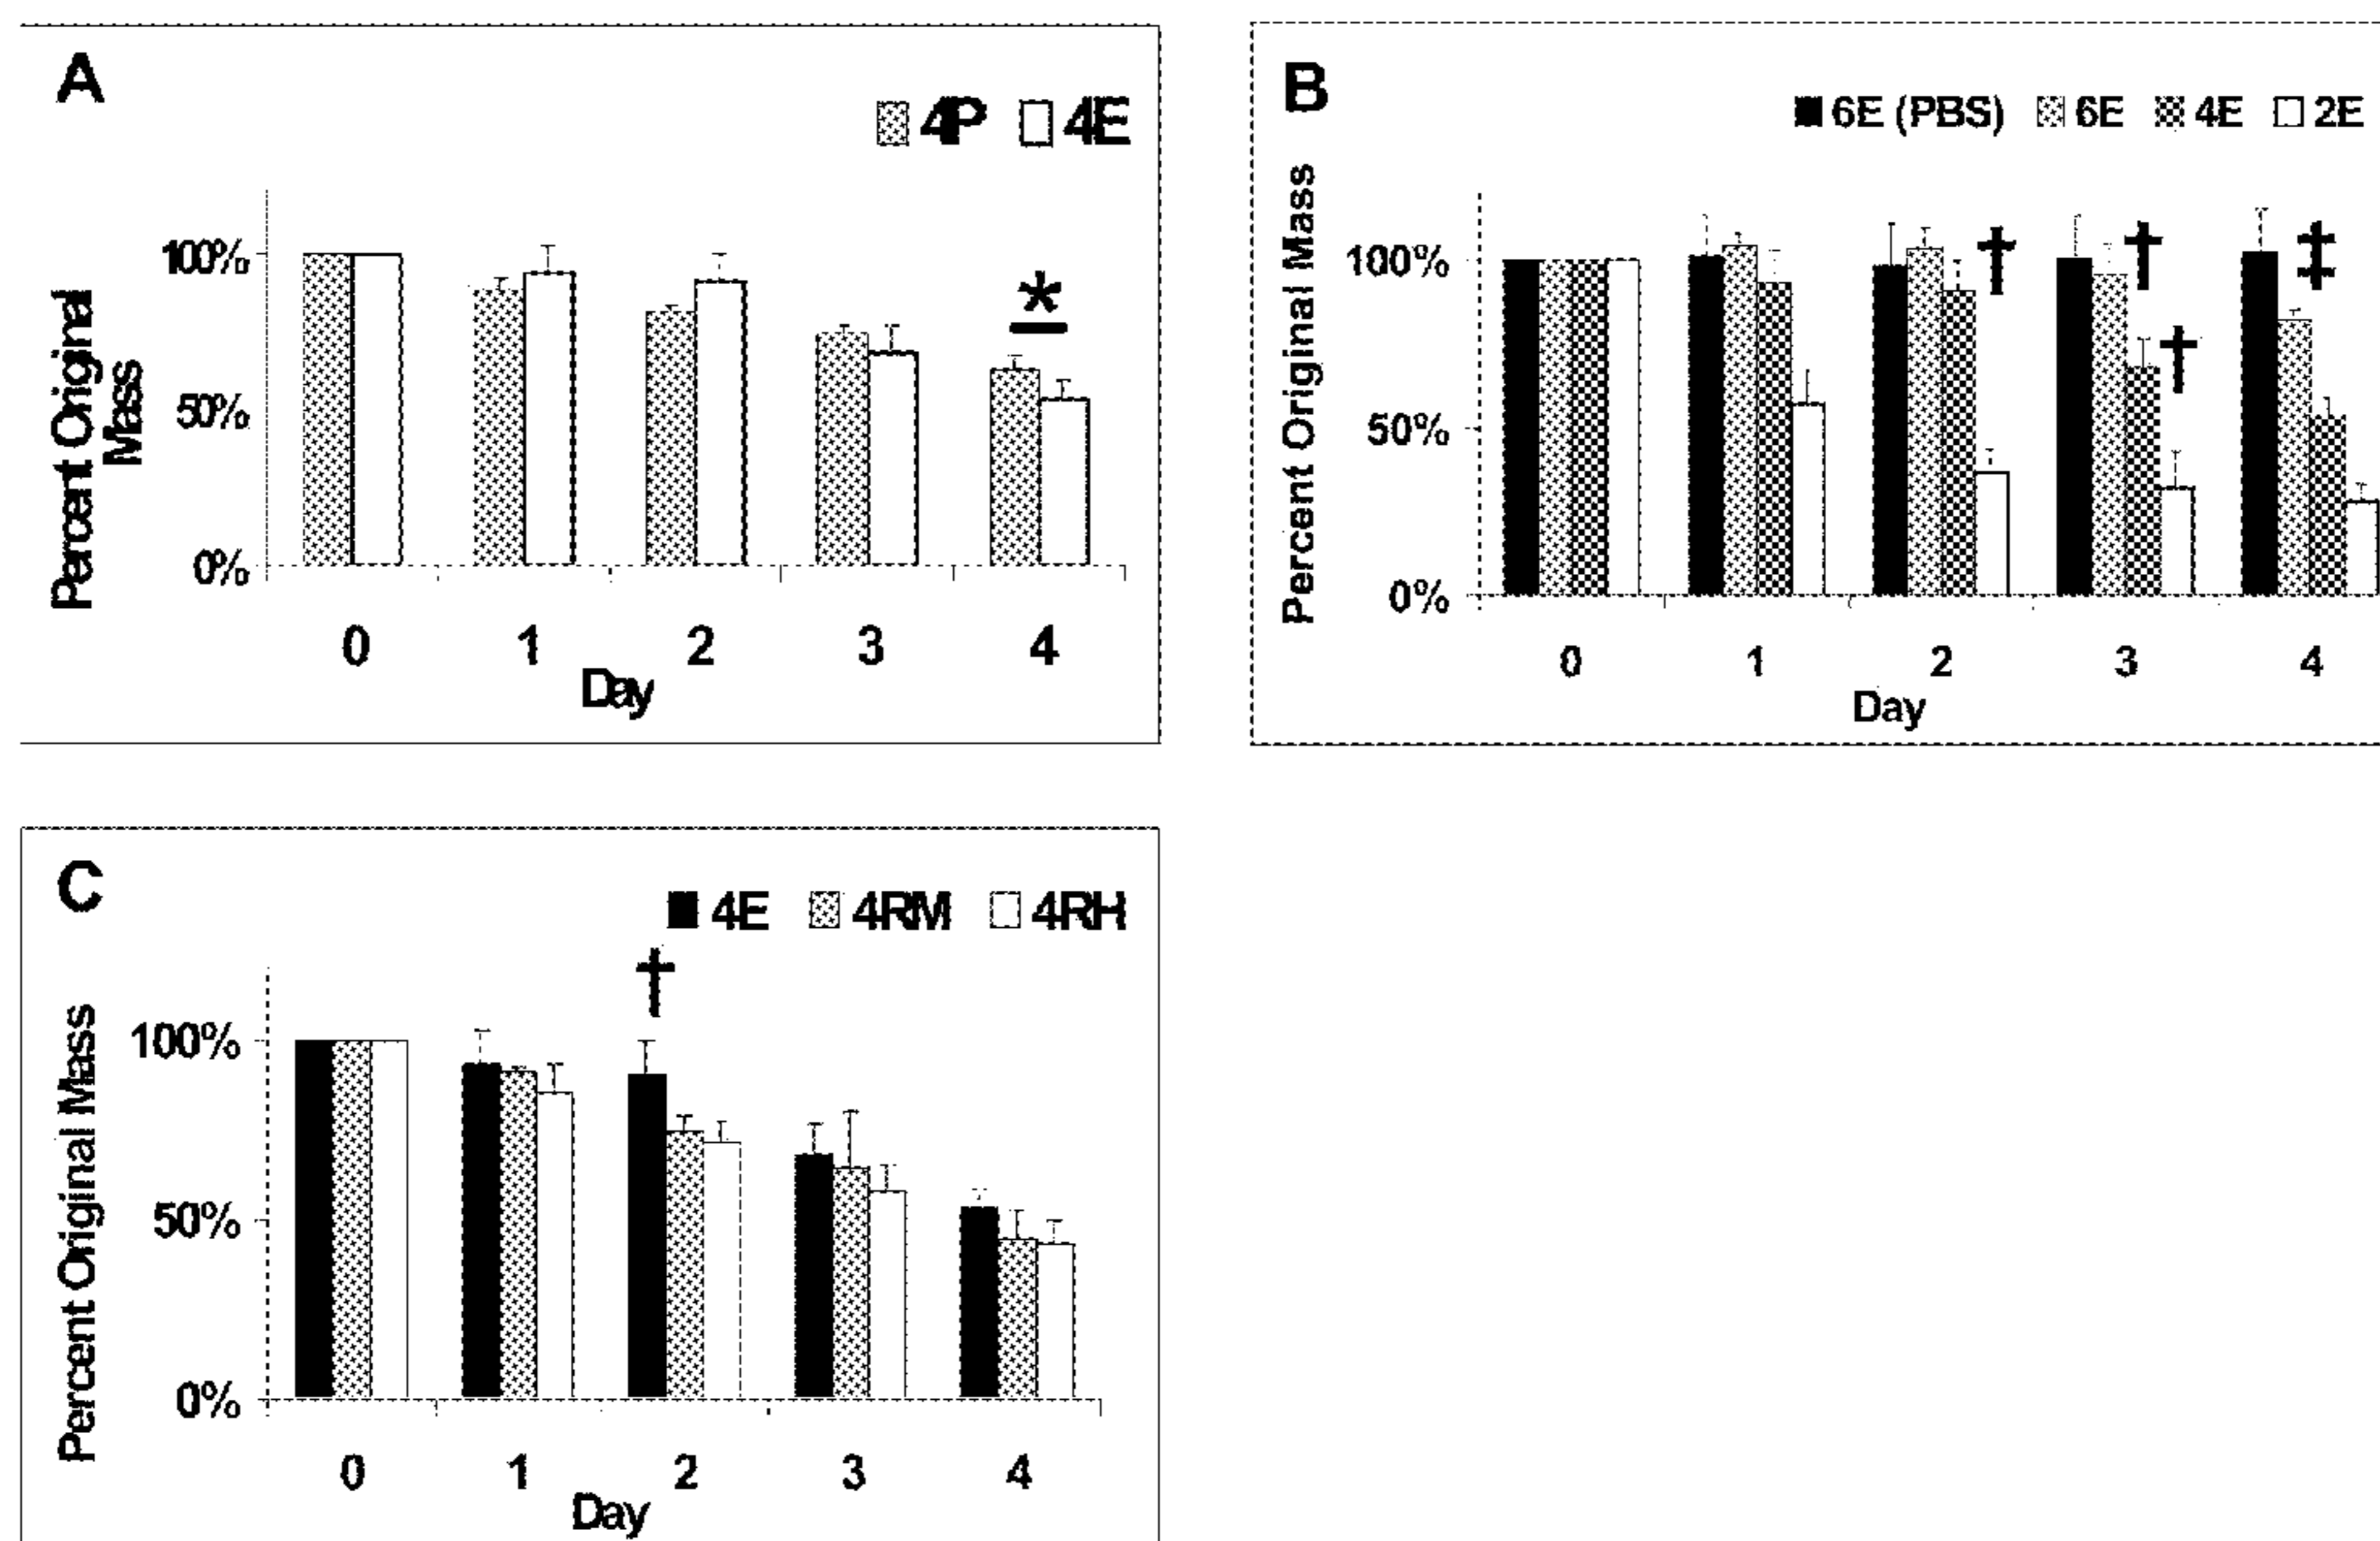 A
4P 4E
Percent Original
Mass
100%
50%
0%
0 1 2 3 4
Day
*
B
6E (PBS) 6E 4E 2E
Percent Original Mass
100%
50%
0%
0 1 2 3 4
Day
† † ‡
†
C
4E 4RM 4RH
†
Percent Original Mass
100%
50%
0%
0 1 2 3 4
Day